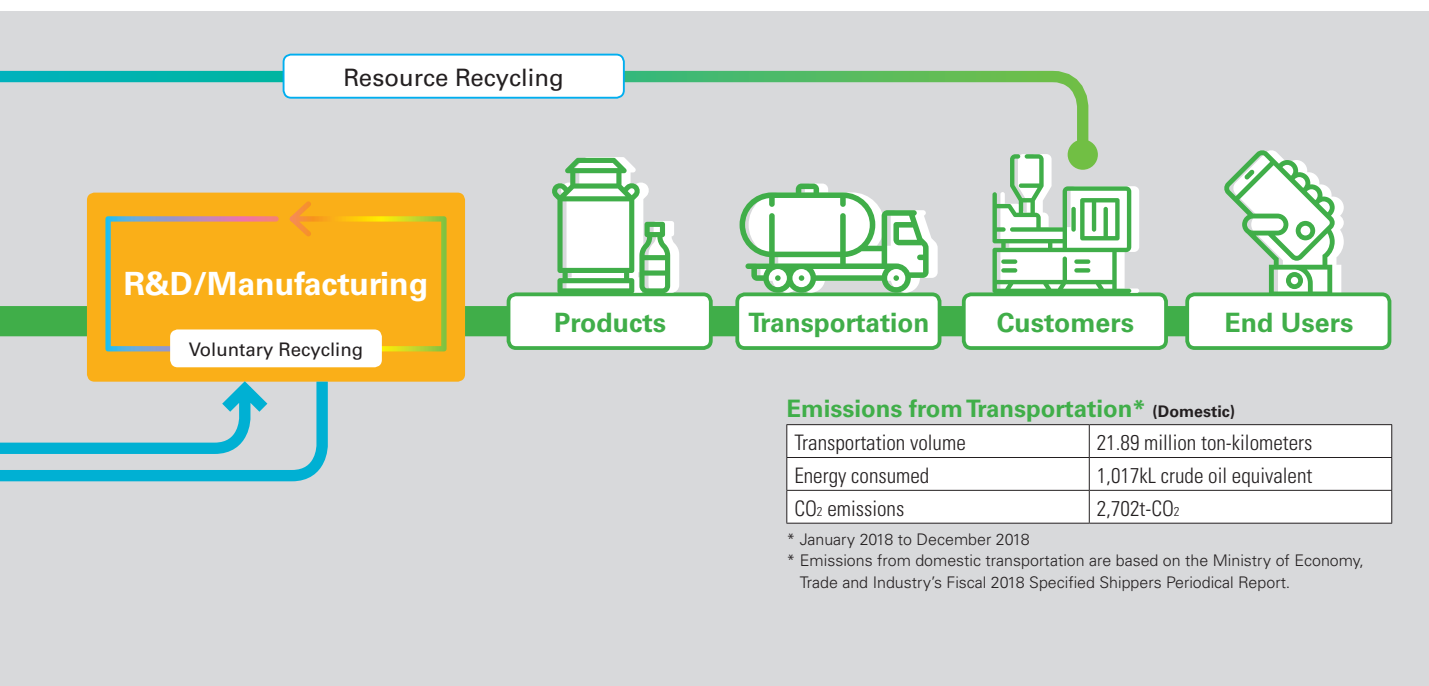 Resource Recycling
R&D/Manufacturing
Voluntary Recycling
Products
Transportation
Customers
End Users
Emissions from Transportation* (Domestic)
Transportation volume 21.89 million ton-kilometers
Energy consumed 1,017kL crude oil equivalent
CO2 emissions 2,702t-CO2
* January 2018 to December 2018
* Emissions from domestic transportation are based on the Ministry of Economy,
Trade and Industry’s Fiscal 2018 Specified Shippers Periodical Report.